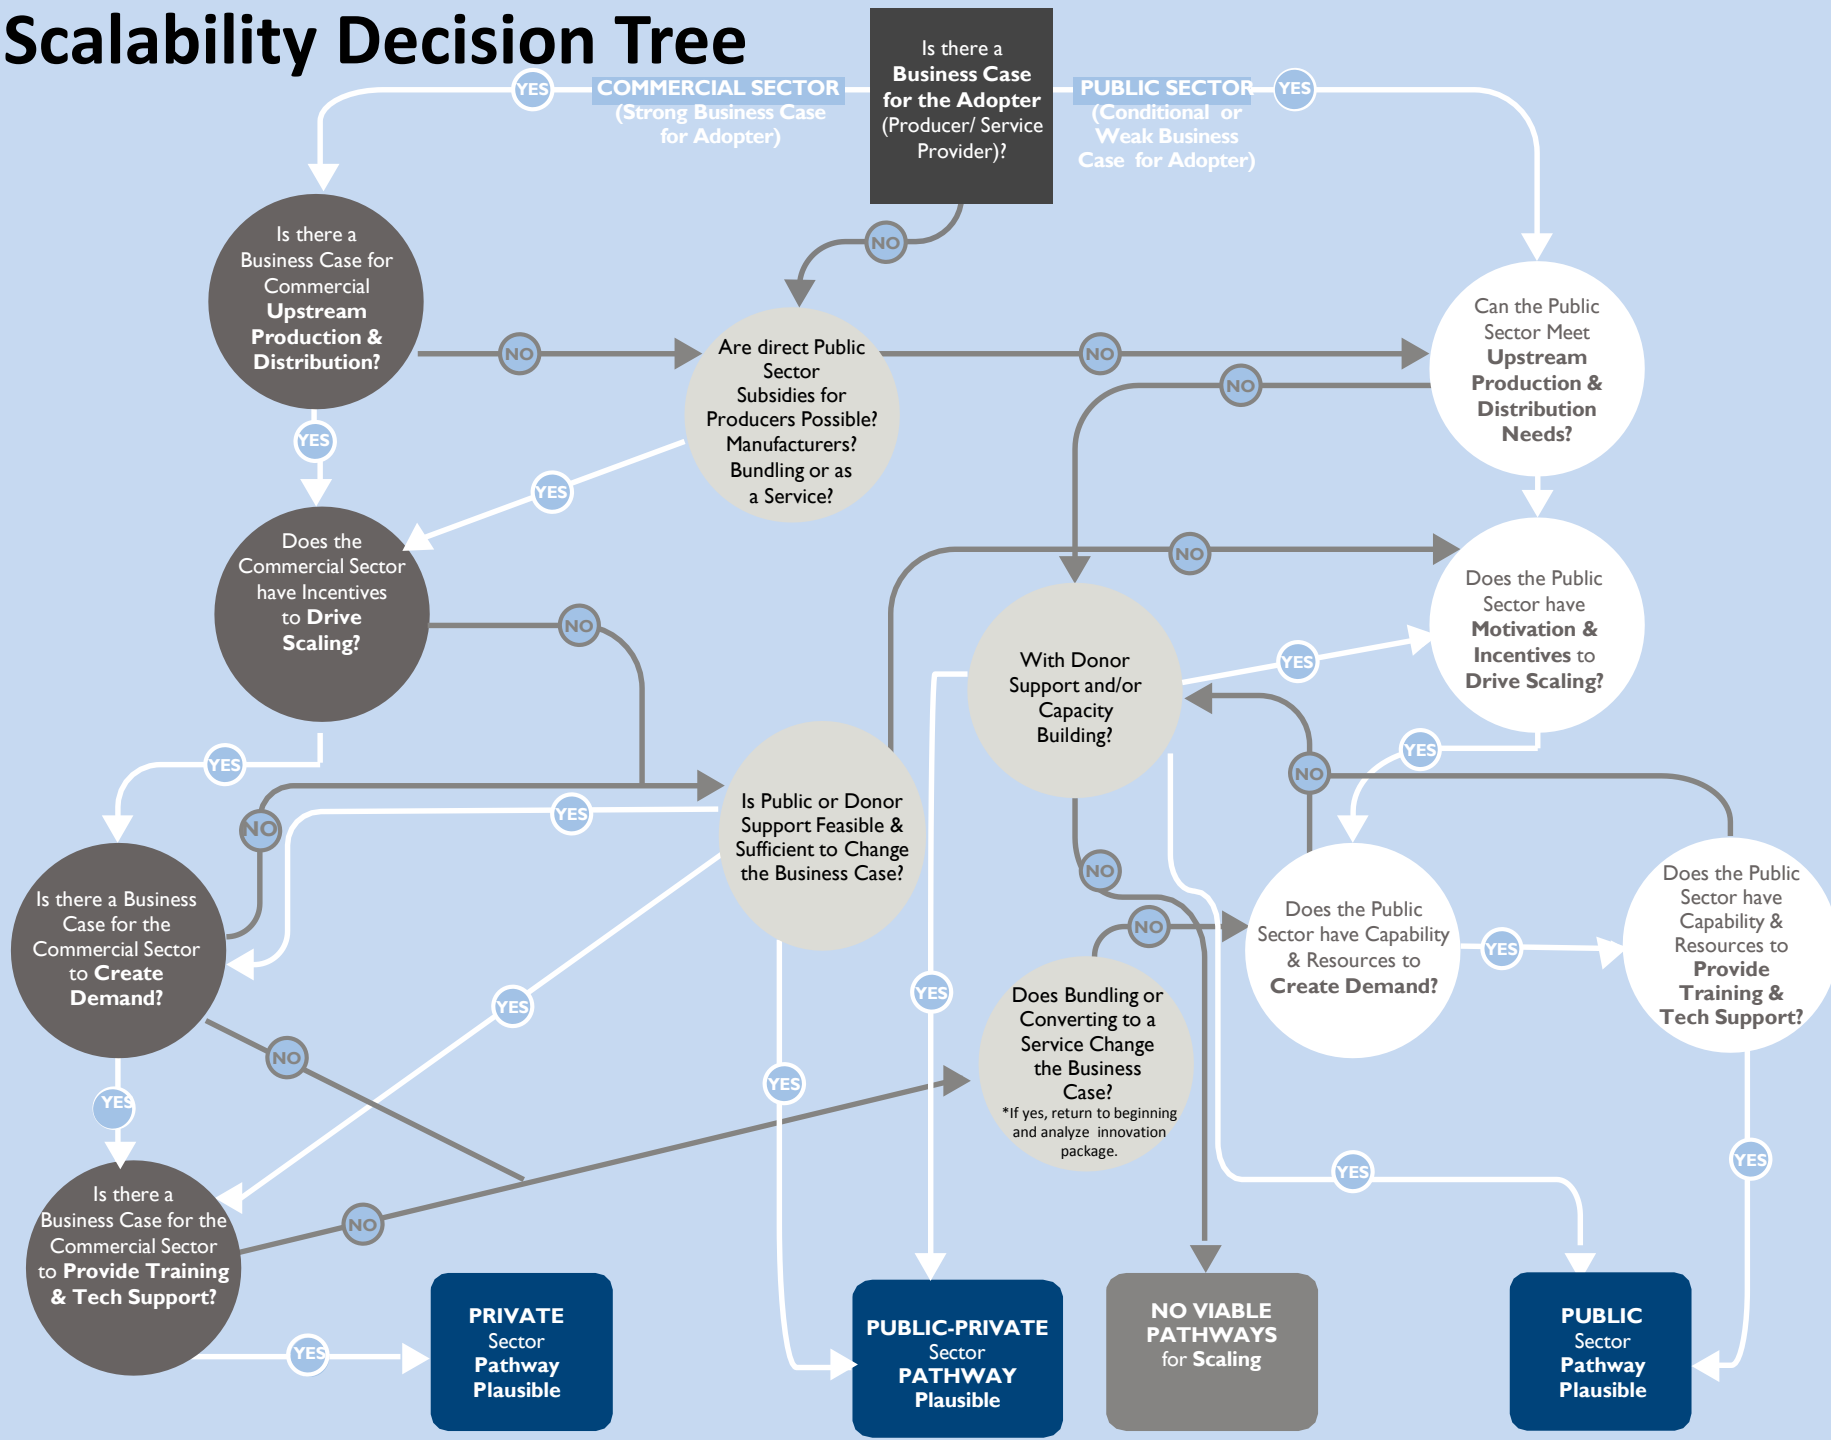 Scalability Decision Tree
Is there a
Business Case
for the Adopter
(Producer/ Service
Provider)?
YES
COMMERCIAL SECTOR
(Strong Business Case
for Adopter)
PUBLIC SECTOR
(Conditional or
Weak Business
Case for Adopter)
YES
NO
Is there a
Business Case for
Commercial
Upstream
Production &
Distribution?
NO
Are direct Public
Sector
Subsidies for
Producers Possible?
Manufacturers?
Bundling or as
a Service?
NO
NO
Can the Public
Sector Meet
Upstream
Production &
Distribution
Needs?
YES
YES
Does the
Commercial Sector
have Incentives
to Drive
Scaling?
NO
NO
Does the Public
Sector have
Motivation &
Incentives to
Drive Scaling?
With Donor
Support and/or
Capacity
Building?
YES
YES
YES
NO
NO
YES
Is Public or Donor
Support Feasible &
Sufficient to Change
the Business Case?
NO
NO
Is there a Business
Case for the
Commercial Sector
to Create
Demand?
Does the Public
Sector have Capability
& Resources to
Create Demand?
YES
Does the Public
Sector have
Capability &
Resources to
Provide
Training &
Tech Support?
YES
YES
Does Bundling or
Converting to a
Service Change
the Business
Case?
*If yes, return to beginning
and analyze innovation
package.
NO
YES
YES
YES
YES
Is there a
Business Case for the
Commercial Sector
to Provide Training
& Tech Support?
NO
YES
PRIVATE
Sector
Pathway
Plausible
PUBLIC-PRIVATE
Sector
PATHWAY
Plausible
NO VIABLE
PATHWAYS
for Scaling
PUBLIC
Sector
Pathway
Plausible